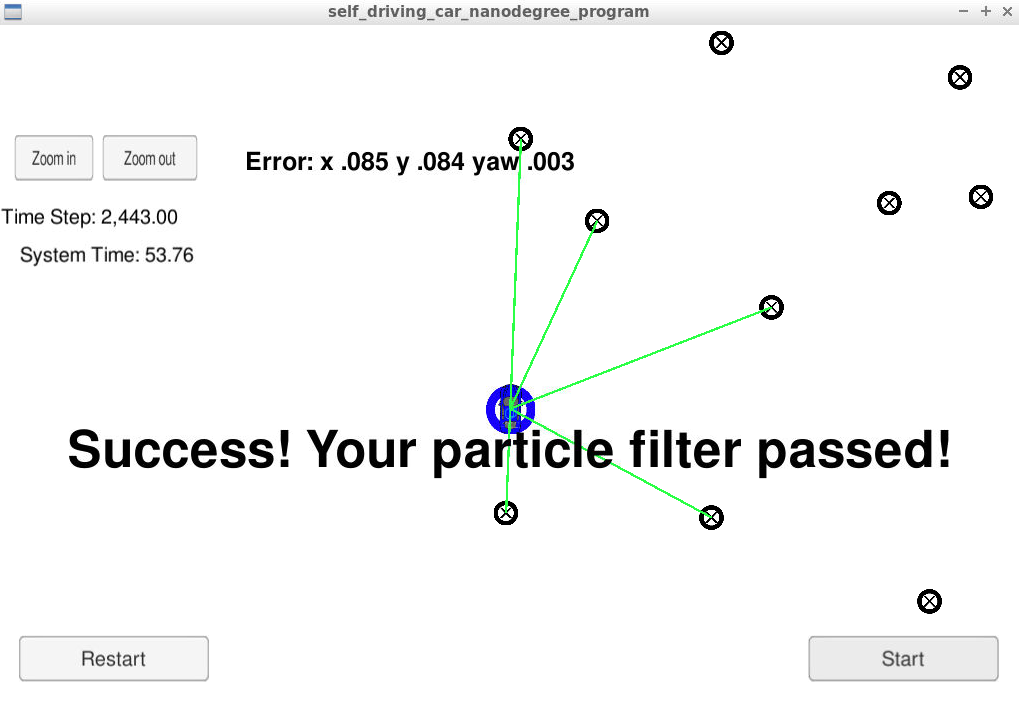 self_driving_car_nanodegree_program
Zoom in
Zoom out
Error: x .085 y .084 yaw .003
Time Step: 2,443.00
System Time: 53.76
Success! Your particle filter passed!
Restart
Start